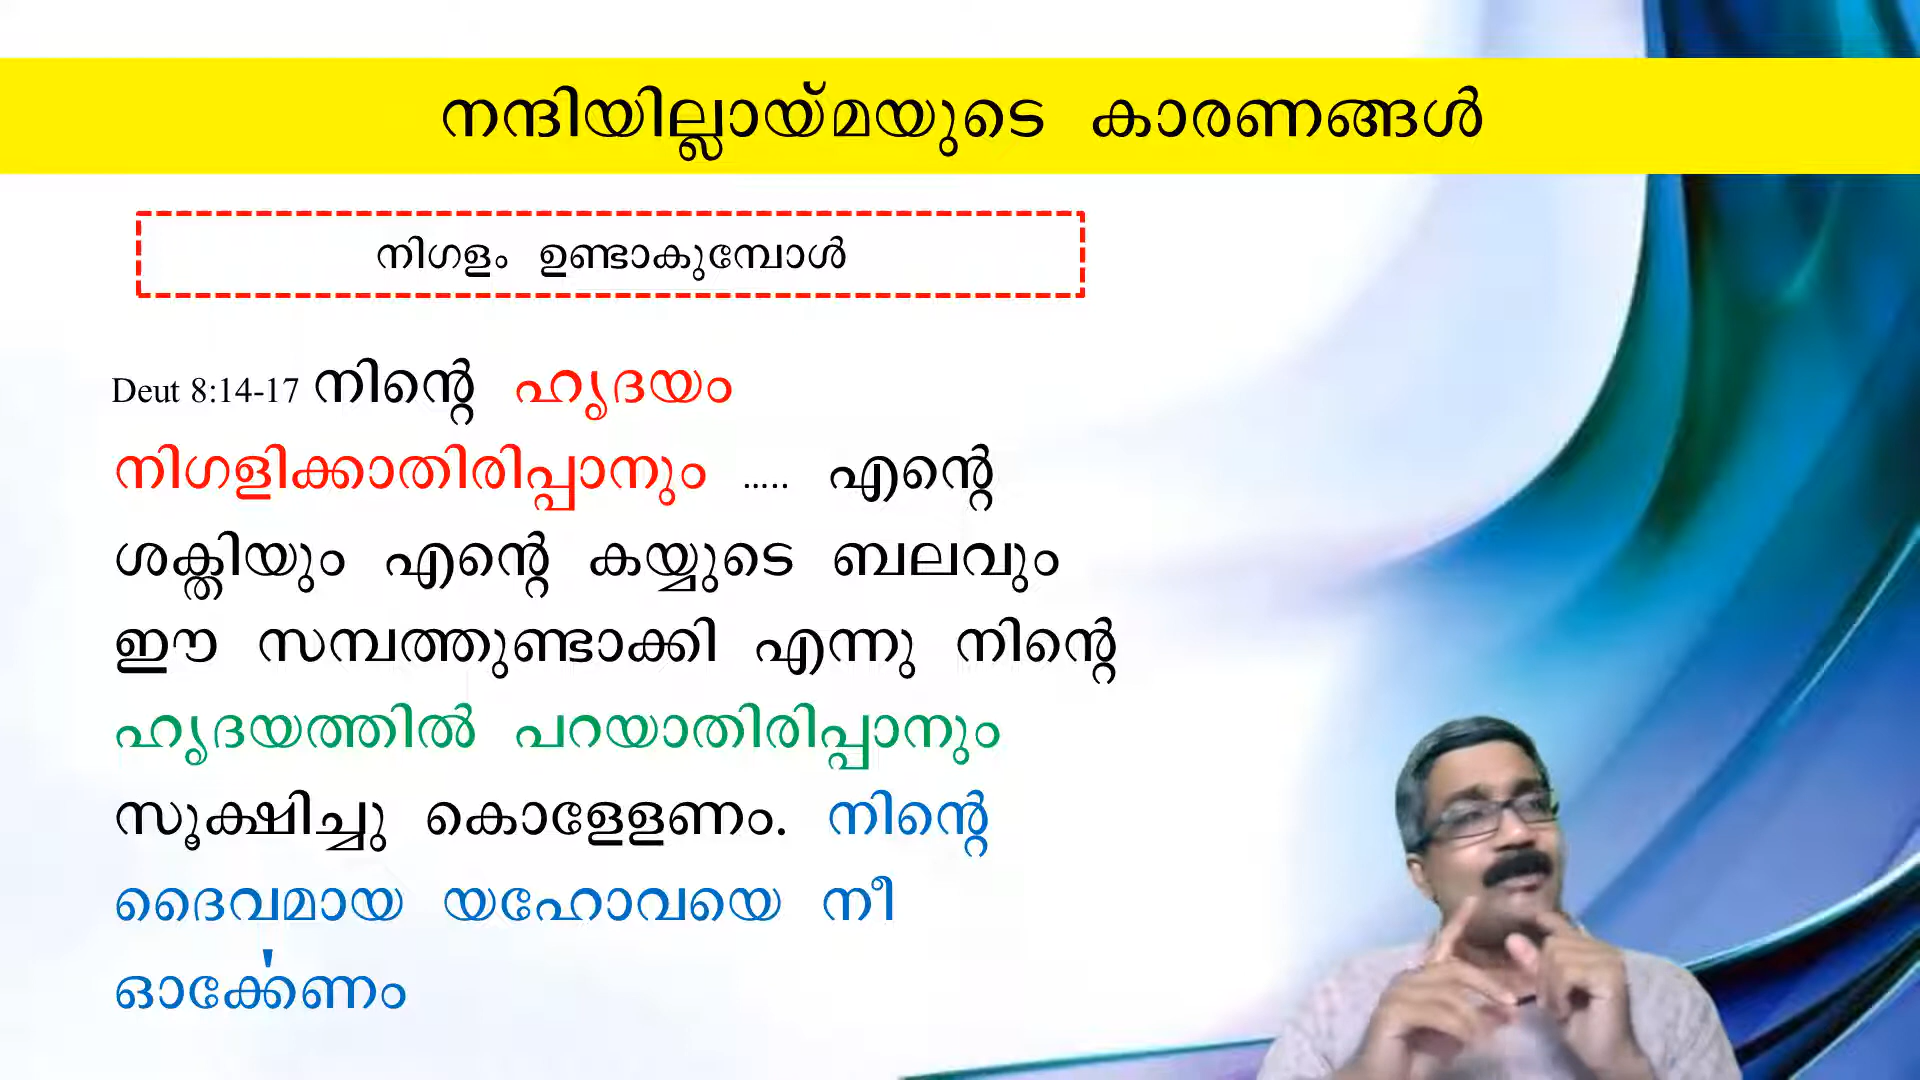 നന്ദിയില്ലായ്മയുടെ കാരണങ്ങൾ
നിഗളം ഉണ്ടാകുമ്പോൾ
Deut 8:14-17 നിന്റെ ഹൃദയം
നിഗളിക്കാതിരിപ്പാനും ..... എന്റെ
ശക്തിയും എന്റെ കയ്യുടെ ബലവും
ഈ സമ്പത്തുണ്ടാക്കി എന്നു നിന്റെ
ഹൃദയത്തിൽ പറയാതിരിപ്പാനും
സൂക്ഷിച്ചു കൊളേളണം. നിന്റെ
ദൈവമായ യഹോവയെ നീ
ഓർക്കേണം